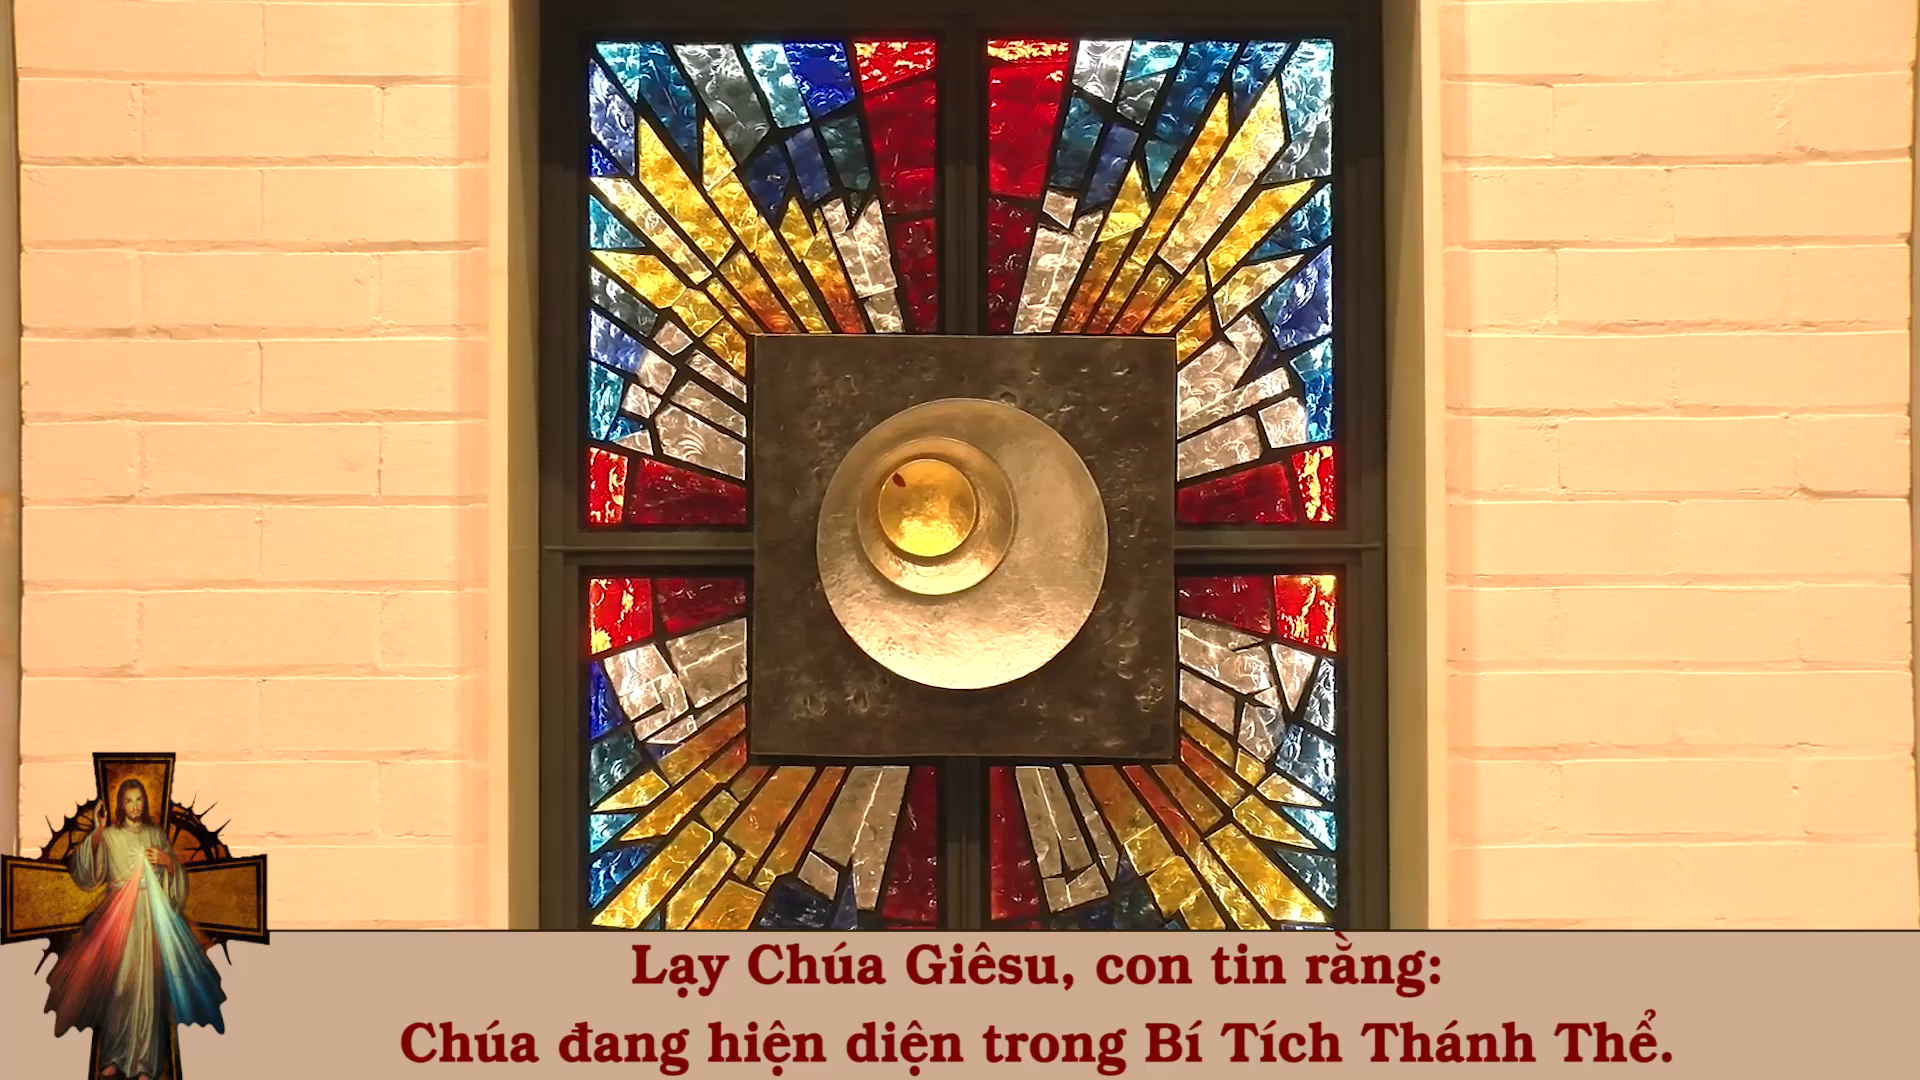 Lạy Chúa Giêsu, con tin rằng:
Chúa đang hiện diện trong Bí Tích Thánh Thể.